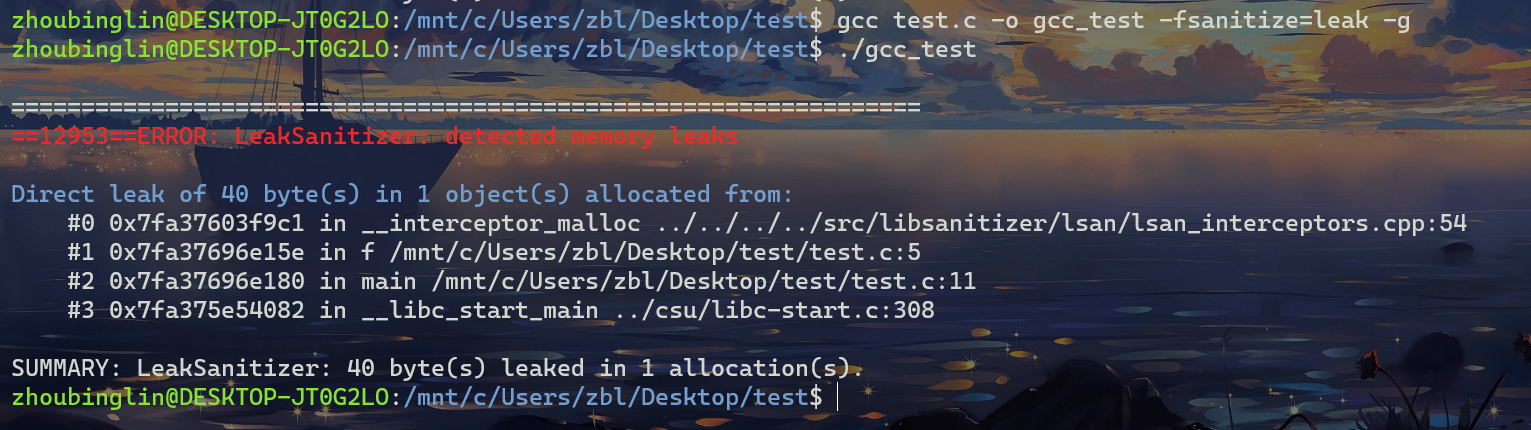 zhoubinglin@DESKTOP-JT0G2LO:/mnt/c/Users/zbl/Desktop/test$ gcc test.c -o gcc_test -fsanitize=leak -g
zhoubinglin@DESKTOP-JT0G2LO:/mnt/c/Users/zbl/Desktop/test$ ./gcc_test
=================================================================
==12953==ERROR: LeakSanitizer: detected memory leaks
Direct leak of 40 byte(s) in 1 object(s) allocated from:
    #0 0x7fa37603f9c1 in __interceptor_malloc ../../../../src/libsanitizer/lsan/lsan_interceptors.cpp:54
    #1 0x7fa37696e15e in f /mnt/c/Users/zbl/Desktop/test/test.c:5
    #2 0x7fa37696e180 in main /mnt/c/Users/zbl/Desktop/test/test.c:11
    #3 0x7fa375e54082 in __libc_start_main ../csu/libc-start.c:308
SUMMARY: LeakSanitizer: 40 byte(s) leaked in 1 allocation(s).
zhoubinglin@DESKTOP-JT0G2LO:/mnt/c/Users/zbl/Desktop/test$